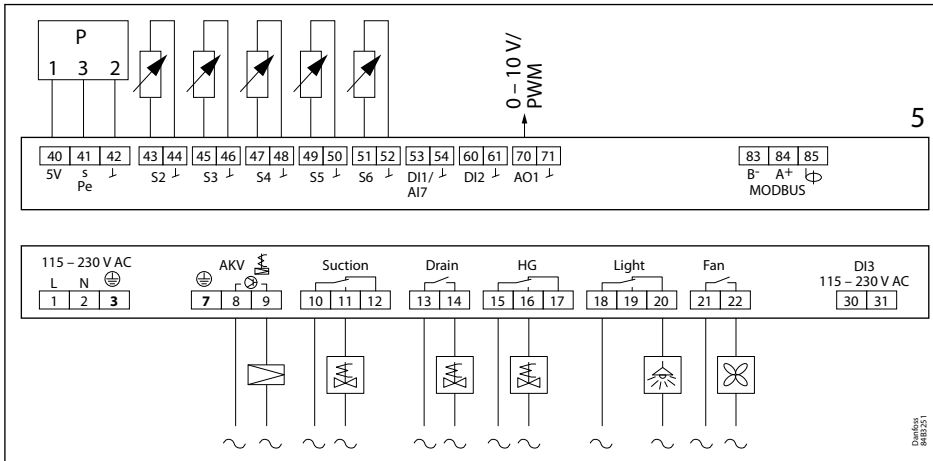 P
1 3 2
0 – 10 V/
PWM
5
40 41 42 43 44 45 46 47 48 49 50 51 52 53 54 60 61 70 71 83 84 85
5V s S2 S3 S4 S5 S6 DI1/ DI2 AO1 B- A+
Pe AI7 MODBUS
115 – 230 V AC AKV Suction Drain HG Light Fan DI3
L N 115 – 230 V AC
1 2 3 7 8 9 10 11 12 13 14 15 16 17 18 19 20 21 22 30 31
Danfoss
84B3251